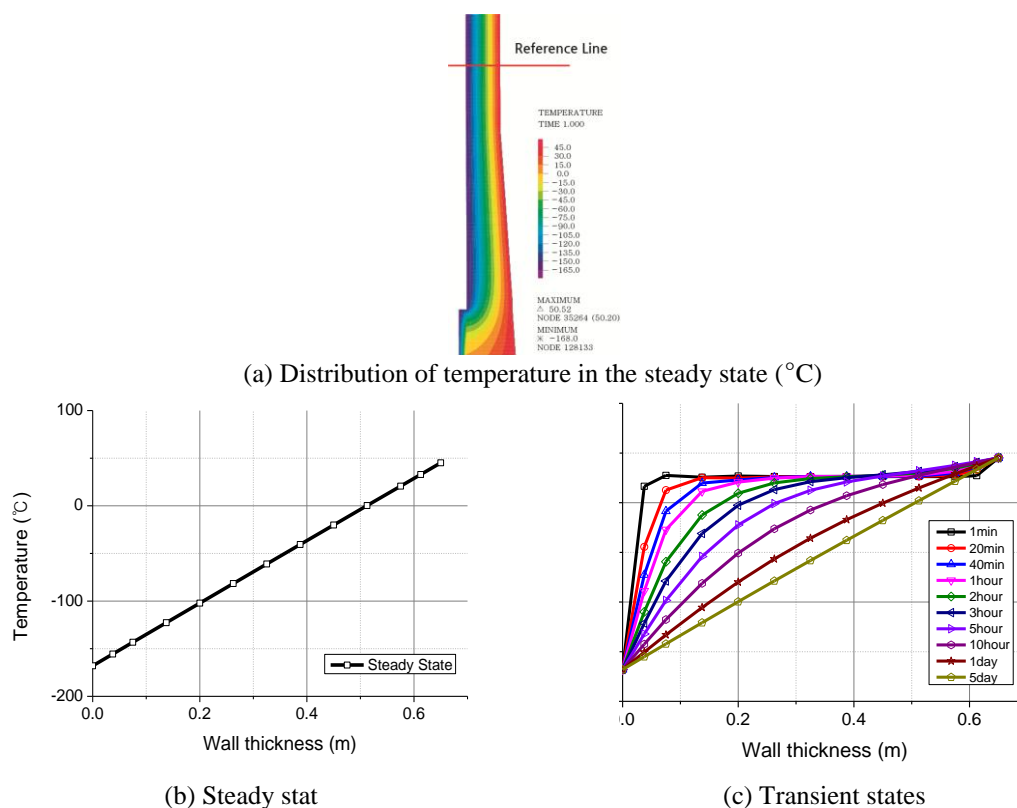 Reference Line
TEMPERATURE
TIME 1.000
45.0
30.0
15.0
0.0
-15.0
-30.0
-45.0
-60.0
-75.0
-90.0
-105.0
-120.0
-135.0
-150.0
-165.0
MAXIMUM
△ 50.52
NODE 35264 (50.20)
MINIMUM
※ -168.0
NODE 128133
(a) Distribution of temperature in the steady state (°C)
100
0
-100
-200
Temperature (℃)
Steady State
0.0 0.2 0.4 0.6
Wall thickness (m)
(b) Steady stat
1min
20min
40min
1hour
2hour
3hour
5hour
10hour
1day
5day
0.0 0.2 0.4 0.6
Wall thickness (m)
(c) Transient states